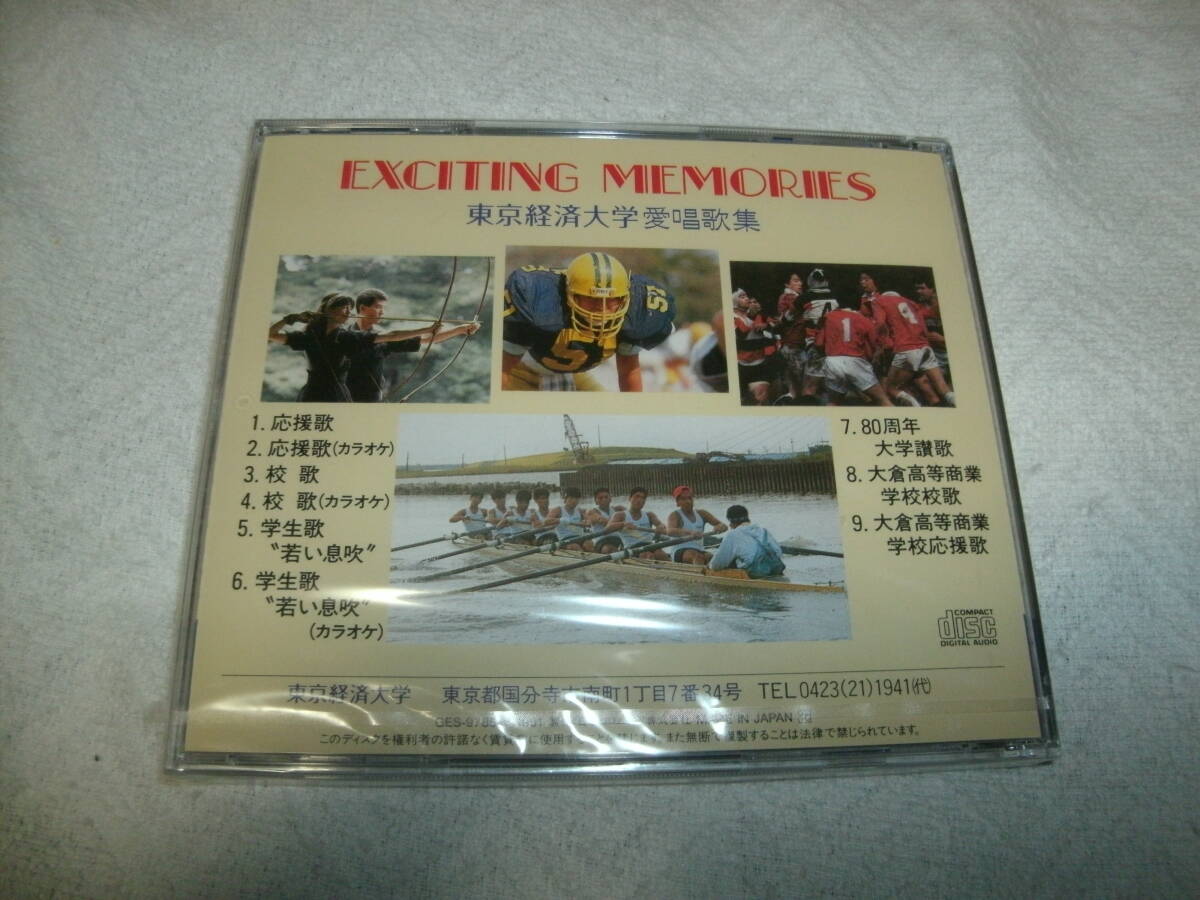 EXCITING MEMORIES
東京経済大学愛唱歌集
1. 応援歌
2. 応援歌(カラオケ)
3. 校 歌
4. 校 歌(カラオケ)
5. 学生歌
〝若い息吹〟
6. 学生歌
〝若い息吹〟
(カラオケ)
7. 80周年
大学讃歌
8. 大倉高等商業
学校校歌
9. 大倉高等商業
学校応援歌
57
1
COMPACT
disc
DIGITAL AUDIO
東京経済大学 東京都国分寺市南町1丁目7番34号 TEL 0423(21)1941(代)
IN JAPAN
このディスクを権利者の許諾なく賃貸業に使用することを禁じます。また無断で複製することは法律で禁じられています。